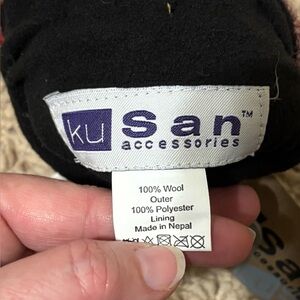 ku San™
accessories
100% Wool
Outer
100% Polyester
Lining
Made in Nepal